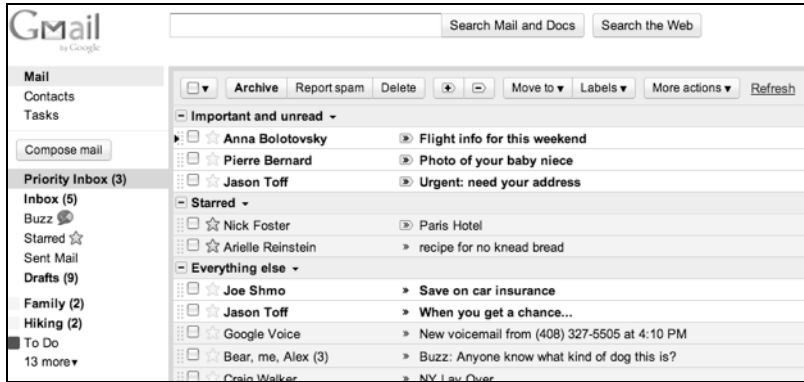 GMail
by Google
Search Mail and Docs Search the Web
Mail
Contacts
Tasks
Compose mail
Priority Inbox (3)
Inbox (5)
Buzz
Starred
Sent Mail
Drafts (9)
Family (2)
Hiking (2)
To Do
13 more▾
Archive Report spam Delete Move to ▾ Labels ▾ More actions ▾ Refresh
Important and unread
Anna Bolotovsky » Flight info for this weekend
Pierre Bernard » Photo of your baby niece
Jason Toff » Urgent: need your address
Starred
Nick Foster » Paris Hotel
Arielle Reinstein » recipe for no knead bread
Everything else
Joe Shmo » Save on car insurance
Jason Toff » When you get a chance...
Google Voice » New voicemail from (408) 327-5505 at 4:10 PM
Bear, me, Alex (3) » Buzz: Anyone know what kind of dog this is?
Craig Walker » NY Lay Over